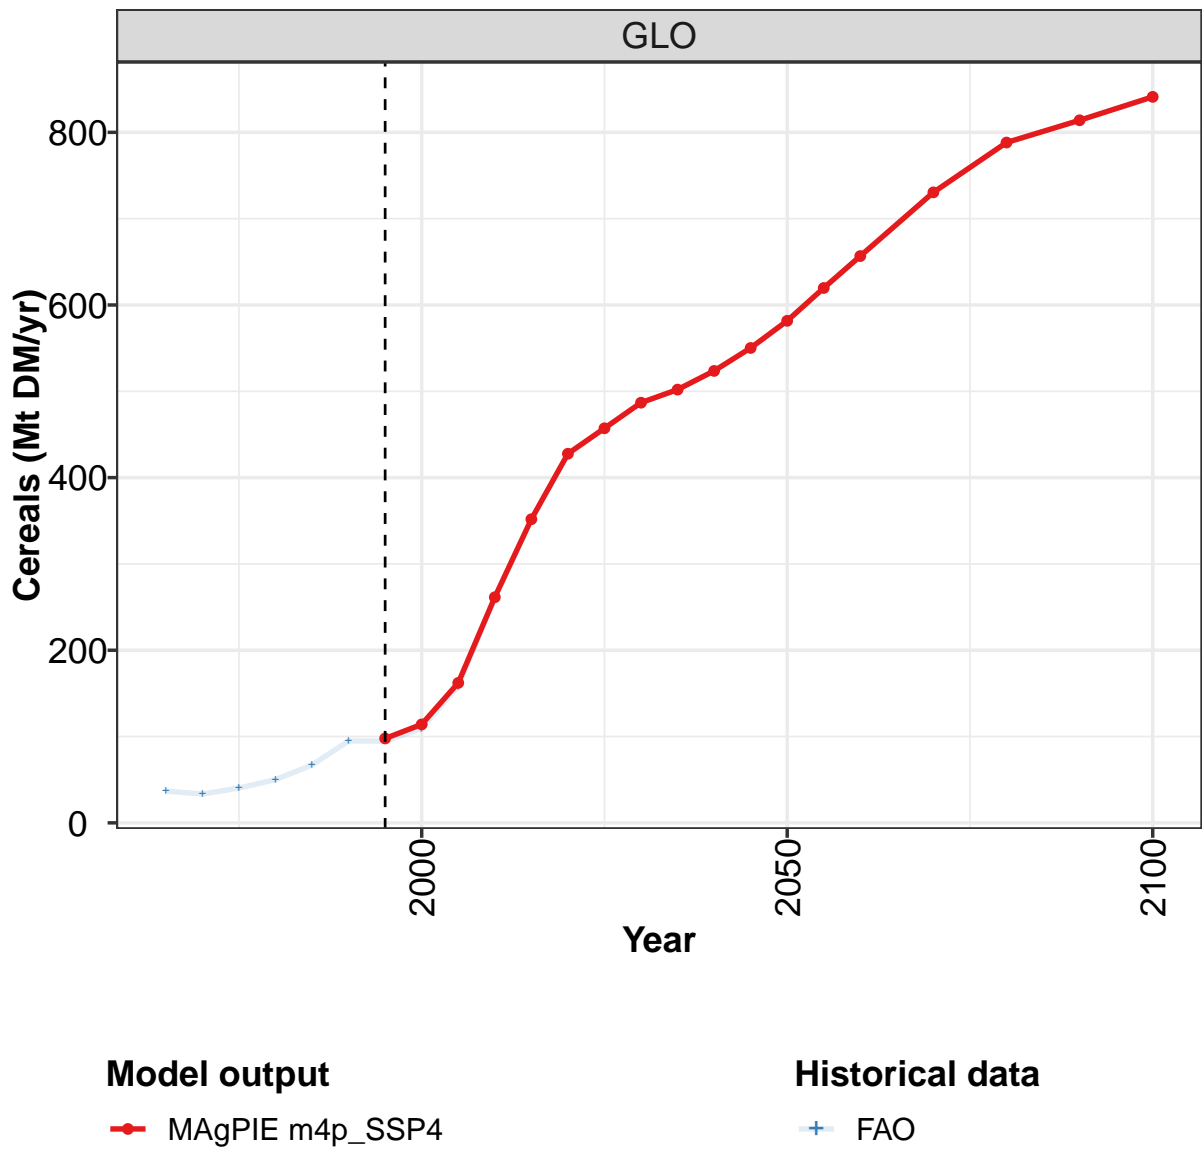 GLO
Cereals (Mt DM/yr)
800
600
400
200
0
2000
2050
2100
Year
Model output
MAgPIE m4p_SSP4
Historical data
FAO